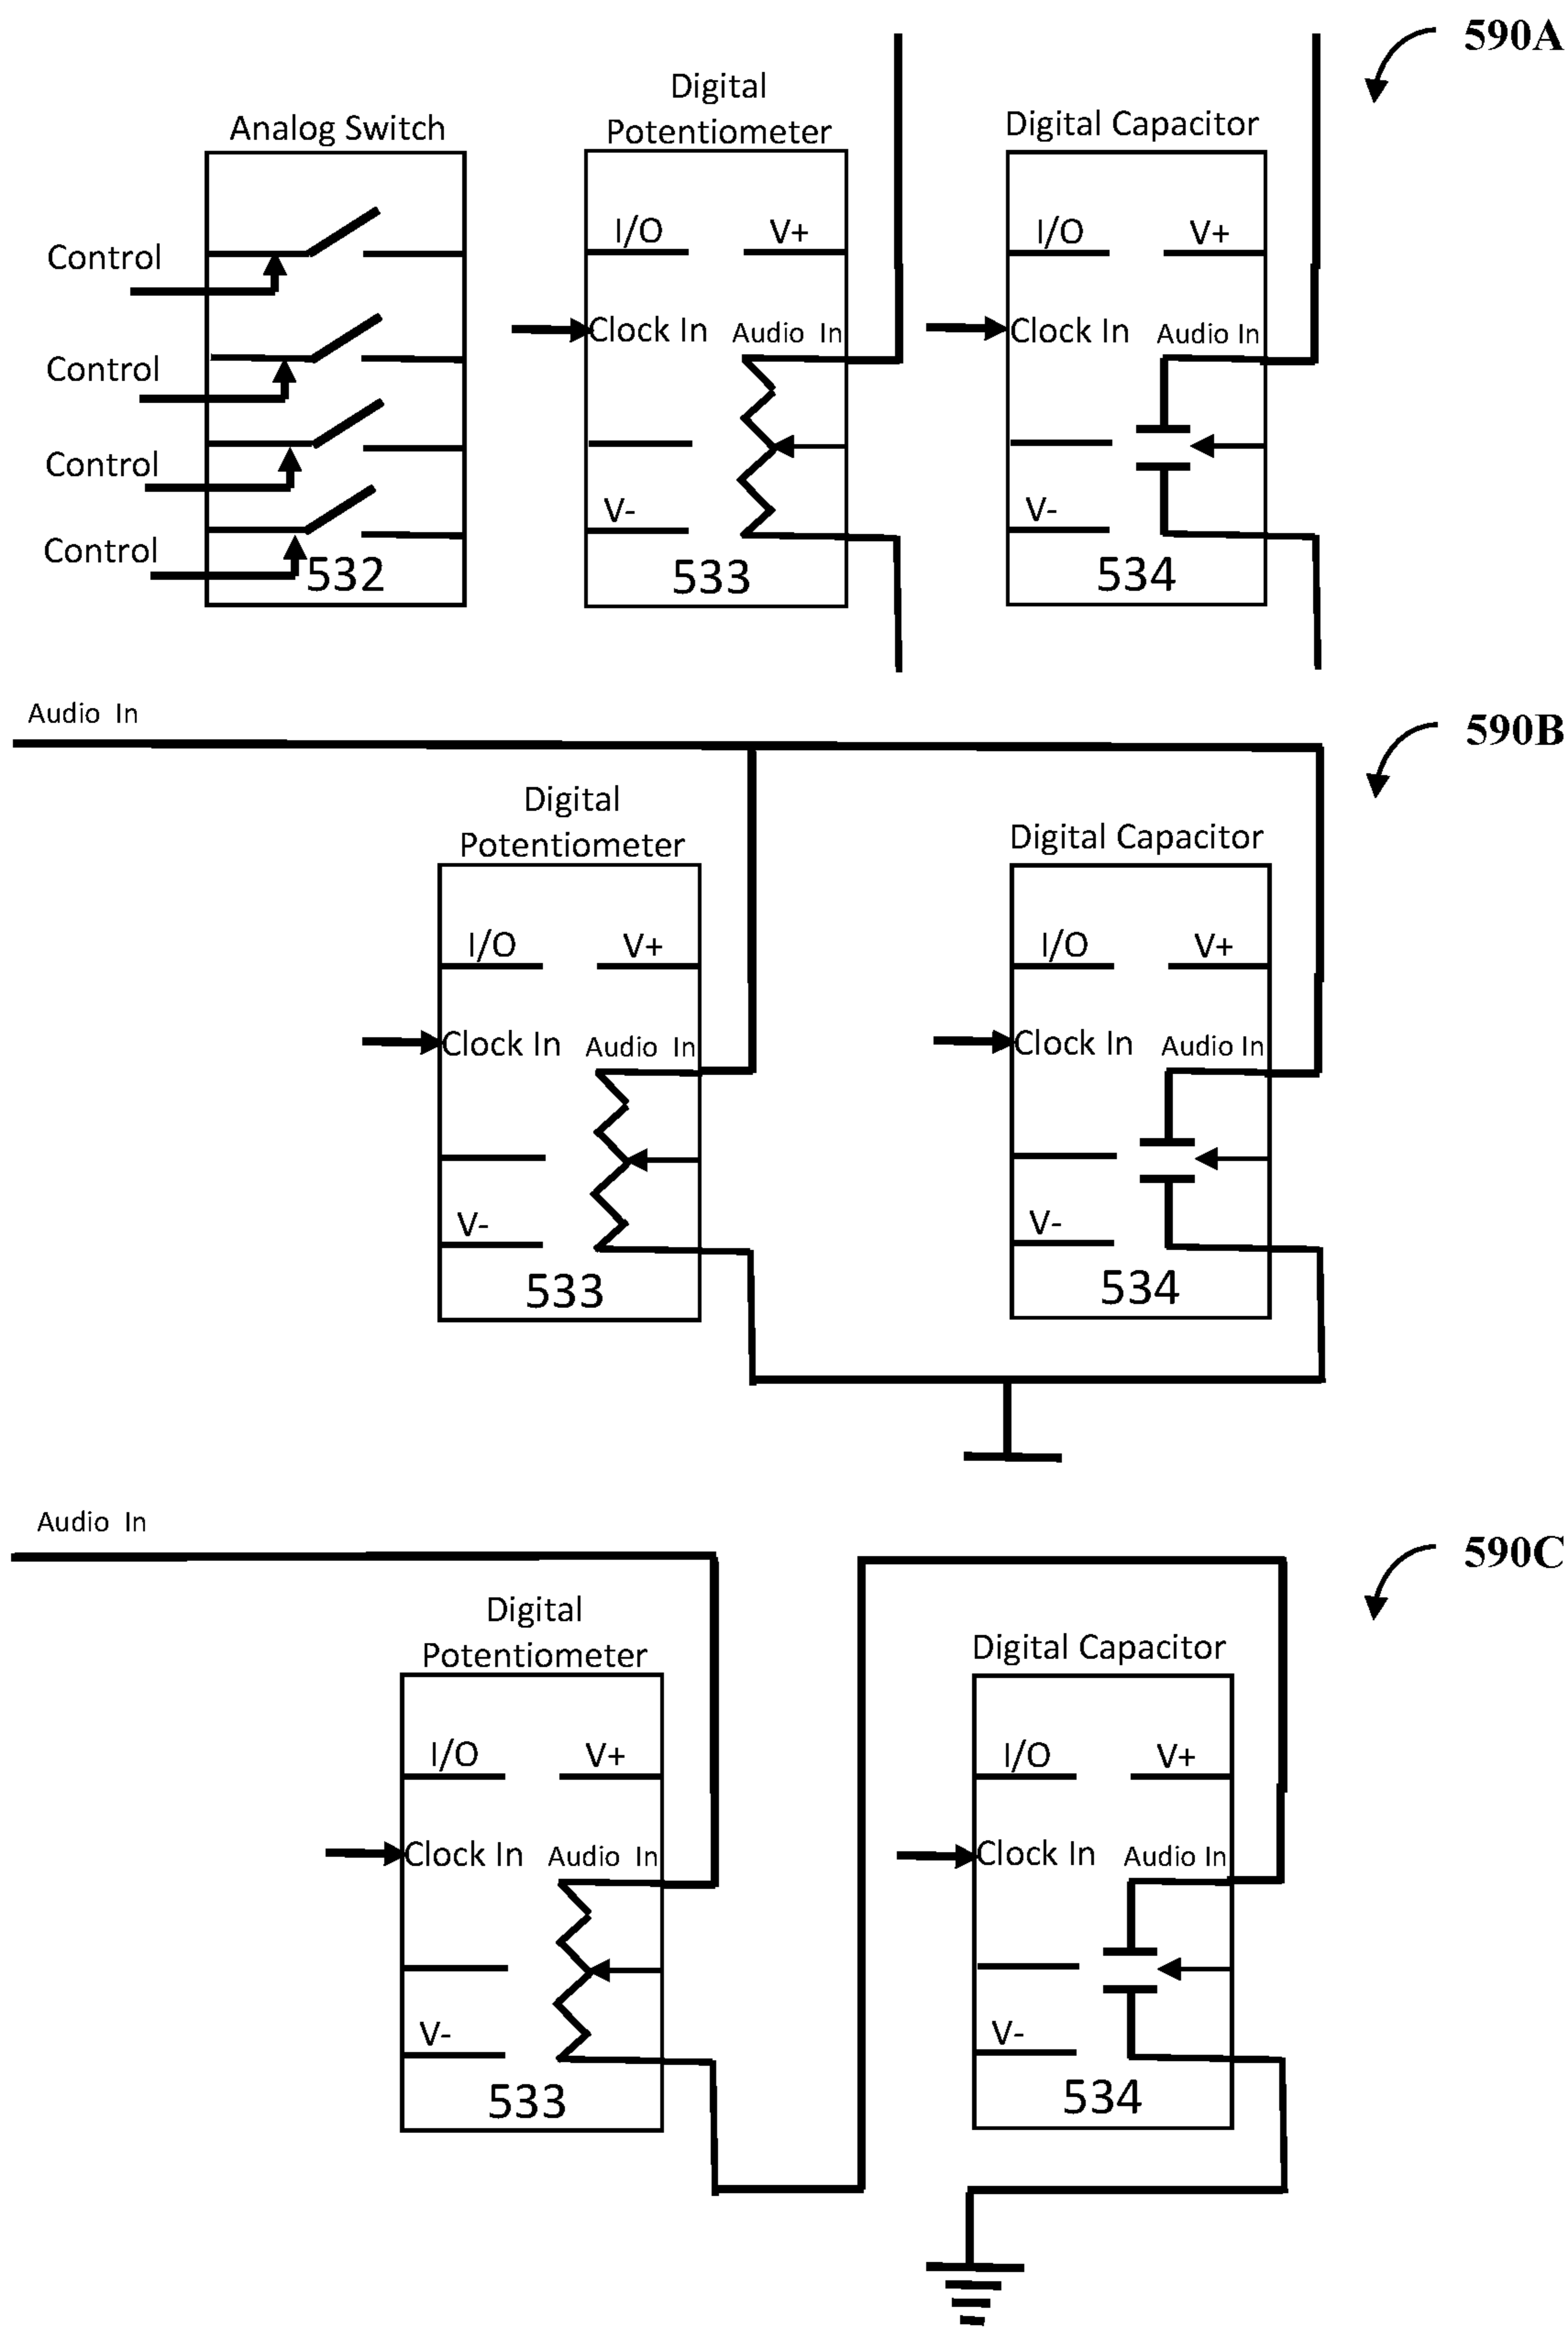 590A
Digital
Potentiometer
Analog Switch
Digital Capacitor
I/O
V+
I/O
V+
Control
Clock In
Audio In
Clock In
Audio In
Control
Control
V-
V-
Control
532
533
534
Audio In
590B
Digital
Potentiometer
Digital Capacitor
I/O
V+
I/O
V+
Clock In
Audio In
Clock In
Audio In
V-
V-
533
534
Audio In
590C
Digital
Potentiometer
Digital Capacitor
I/O
V+
I/O
V+
Clock In
Audio In
Clock In
Audio In
V-
V-
533
534